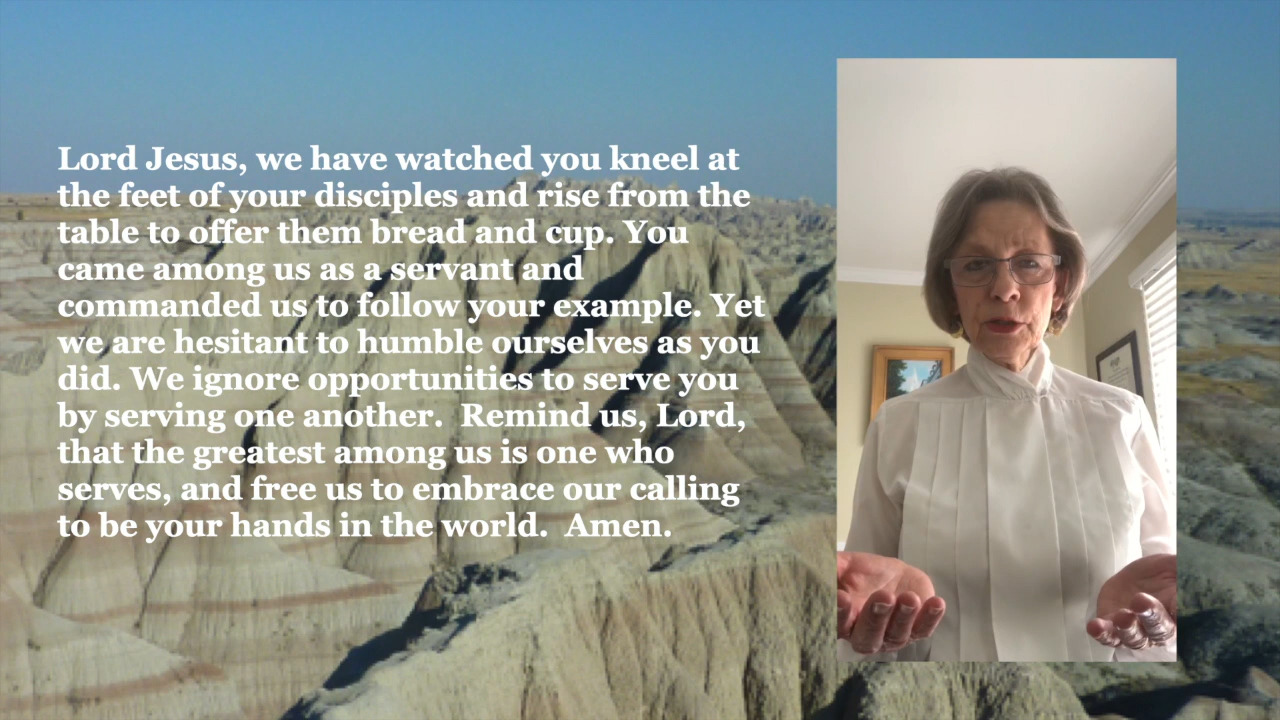 Lord Jesus, we have watched you kneel at
the feet of your disciples and rise from the
table to offer them bread and cup. You
came among us as a servant and
commanded us to follow your example. Yet
we are hesitant to humble ourselves as you
did. We ignore opportunities to serve you
by serving one another.  Remind us, Lord,
that the greatest among us is one who
serves, and free us to embrace our calling
to be your hands in the world.  Amen.